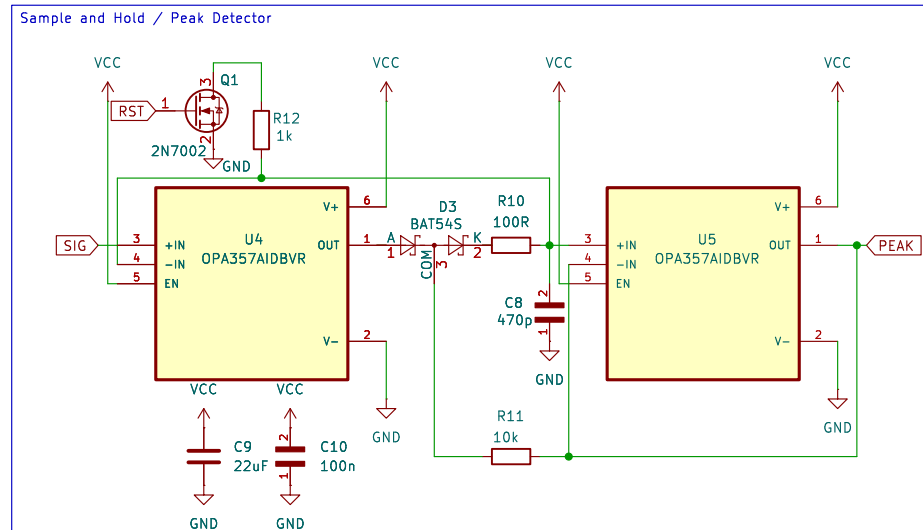 Sample and Hold / Peak Detector
VCC
VCC
VCC
VCC
3
Q1
RST
1
R12
1k
2
2N7002
GND
V+
6
D3
BAT54S
R10
100R
V+
6
SIG
3
+IN
U4
OUT
1
A
1
K
2
3
+IN
U5
OUT
1
PEAK
4
-IN
OPA357AIDBVR
COM
3
4
-IN
OPA357AIDBVR
5
EN
5
EN
C8
470p
2
1
V-
2
V-
2
GND
VCC
VCC
GND
GND
R11
10k
C9
22uF
2
1
C10
100n
GND
GND